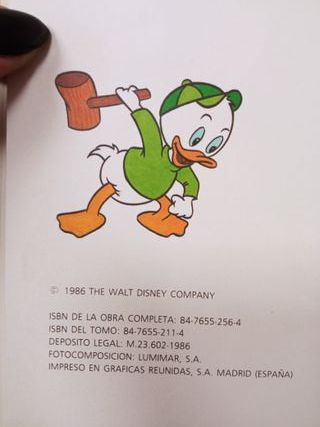 © 1986 THE WALT DISNEY COMPANY
ISBN DE LA OBRA COMPLETA: 84-7655-256-4
ISBN DEL TOMO: 84-7655-211-4
DEPOSITO LEGAL: M.23.602-1986
FOTOCOMPOSICION: LUMIMAR, S.A.
IMPRESO EN GRAFICAS REUNIDAS, S.A. MADRID (ESPAÑA)